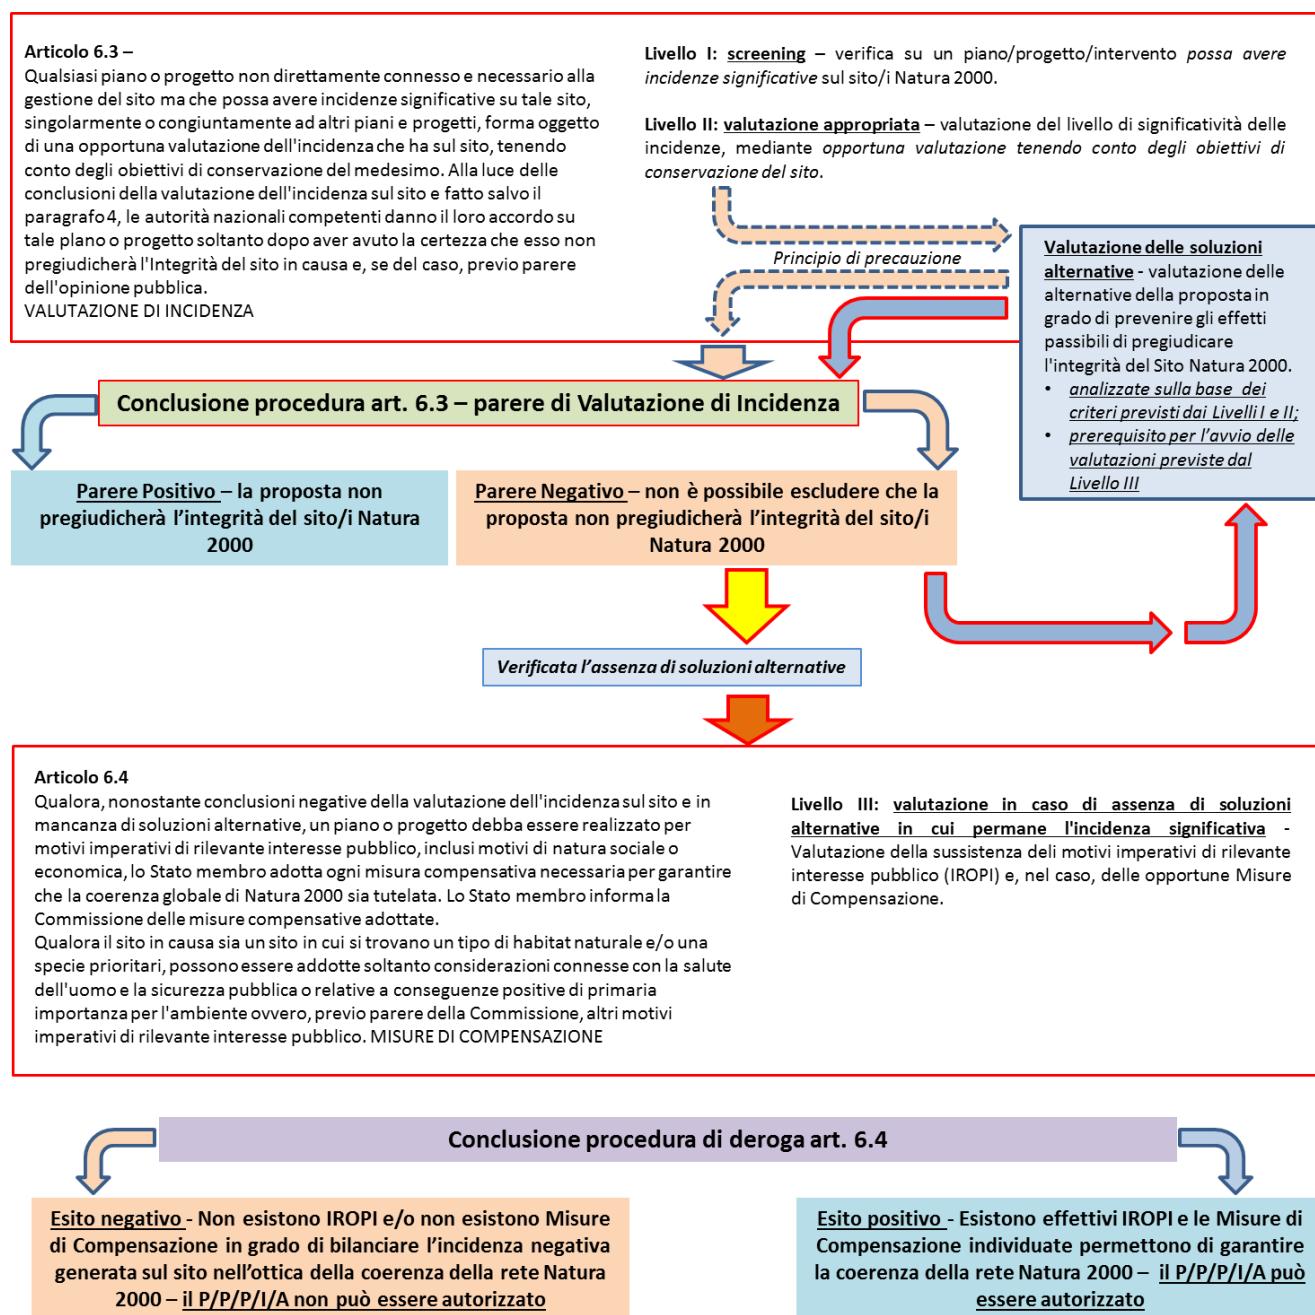 Articolo 6.3 –
Qualsiasi piano o progetto non direttamente connesso e necessario alla
gestione del sito ma che possa avere incidenze significative su tale sito,
singolarmente o congiuntamente ad altri piani e progetti, forma oggetto
di una opportuna valutazione dell'incidenza che ha sul sito, tenendo
conto degli obiettivi di conservazione del medesimo. Alla luce delle
conclusioni della valutazione dell'incidenza sul sito e fatto salvo il
paragrafo 4, le autorità nazionali competenti danno il loro accordo su
tale plano o progetto soltanto dopo aver avuto la certezza che esso non
pregiudicherà l'Integrità del sito in causa e, se del caso, previo parere
dell'opinione pubblica.
VALUTAZIONE DI INCIDENZA
Livello I: screening – verifica su un piano/progetto/intervento possa avere
incidenze significative sul sito/i Natura 2000.
Livello II: valutazione appropriata – valutazione del livello di significatività delle
incidenze, mediante opportuna valutazione tenendo conto degli obiettivi di
conservazione del sito.
Principio di precauzione
Valutazione delle soluzioni
alternative - valutazione delle
alternative della proposta in
grado di prevenire gli effetti
passibili di pregiudicare
l'integrità del Sito Natura 2000.
• analizzate sulla base dei
criteri previsti dai Livelli I e II;
• prerequisito per l’avvio delle
valutazioni previste dal
Livello III
Conclusione procedura art. 6.3 – parere di Valutazione di Incidenza
Parere Positivo – la proposta non
pregiudicherà l’integrità del sito/i Natura
2000
Parere Negativo – non è possibile escludere che la
proposta non pregiudicherà l’integrità del sito/i
Natura 2000
Verificata l’assenza di soluzioni alternative
Articolo 6.4
Qualora, nonostante conclusioni negative della valutazione dell'incidenza sul sito e in
mancanza di soluzioni alternative, un piano o progetto debba essere realizzato per
motivi imperativi di rilevante interesse pubblico, inclusi motivi di natura sociale o
economica, lo Stato membro adotta ogni misura compensativa necessaria per garantire
che la coerenza globale di Natura 2000 sia tutelata. Lo Stato membro informa la
Commissione delle misure compensative adottate.
Qualora il sito in causa sia un sito in cui si trovano un tipo di habitat naturale e/o una
specie prioritari, possono essere addotte soltanto considerazioni connesse con la salute
dell'uomo e la sicurezza pubblica o relative a conseguenze positive di primaria
importanza per l'ambiente ovvero, previo parere della Commissione, altri motivi
imperativi di rilevante interesse pubblico. MISURE DI COMPENSAZIONE
Livello III: valutazione in caso di assenza di soluzioni
alternative in cui permane l'incidenza significativa -
Valutazione della sussistenza deli motivi imperativi di rilevante
interesse pubblico (IROPI) e, nel caso, delle opportune Misure
di Compensazione.
Conclusione procedura di deroga art. 6.4
Esito negativo - Non esistono IROPI e/o non esistono Misure
di Compensazione in grado di bilanciare l’incidenza negativa
generata sul sito nell’ottica della coerenza della rete Natura
2000 – il P/P/P/I/A non può essere autorizzato
Esito positivo - Esistono effettivi IROPI e le Misure di
Compensazione individuate permettono di garantire
la coerenza della rete Natura 2000 – il P/P/P/I/A può
essere autorizzato